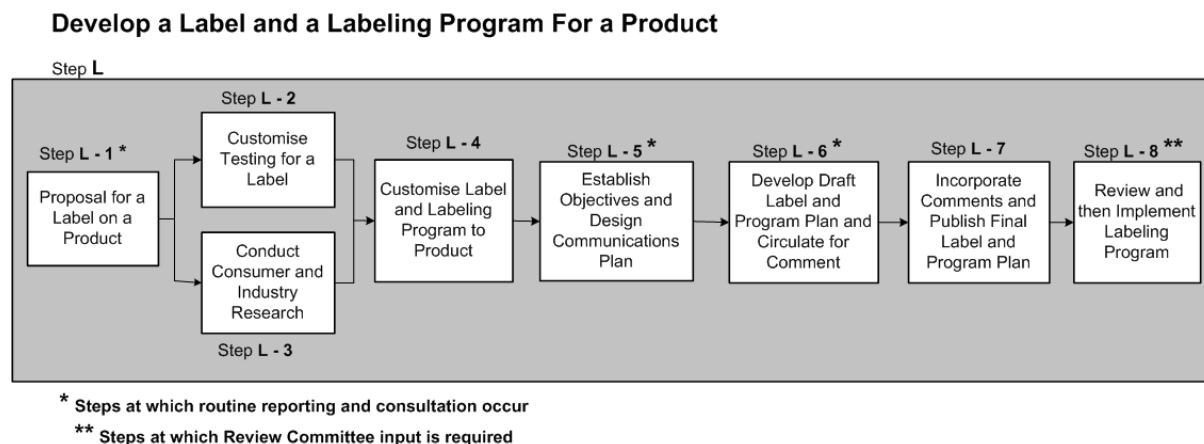 Develop a Label and a Labeling Program For a Product
Step L
Step L - 1 *
Proposal for a
Label on a
Product
Step L - 2
Customise
Testing for a
Label
Conduct
Consumer and
Industry
Research
Step L - 3
Step L - 4
Customise Label
and Labeling
Program to
Product
Step L - 5 *
Establish
Objectives and
Design
Communications
Plan
Step L - 6 *
Develop Draft
Label and
Program Plan and
Circulate for
Comment
Step L - 7
Incorporate
Comments and
Publish Final
Label and
Program Plan
Step L - 8 **
Review and
then Implement
Labeling
Program
* Steps at which routine reporting and consultation occur
** Steps at which Review Committee input is required